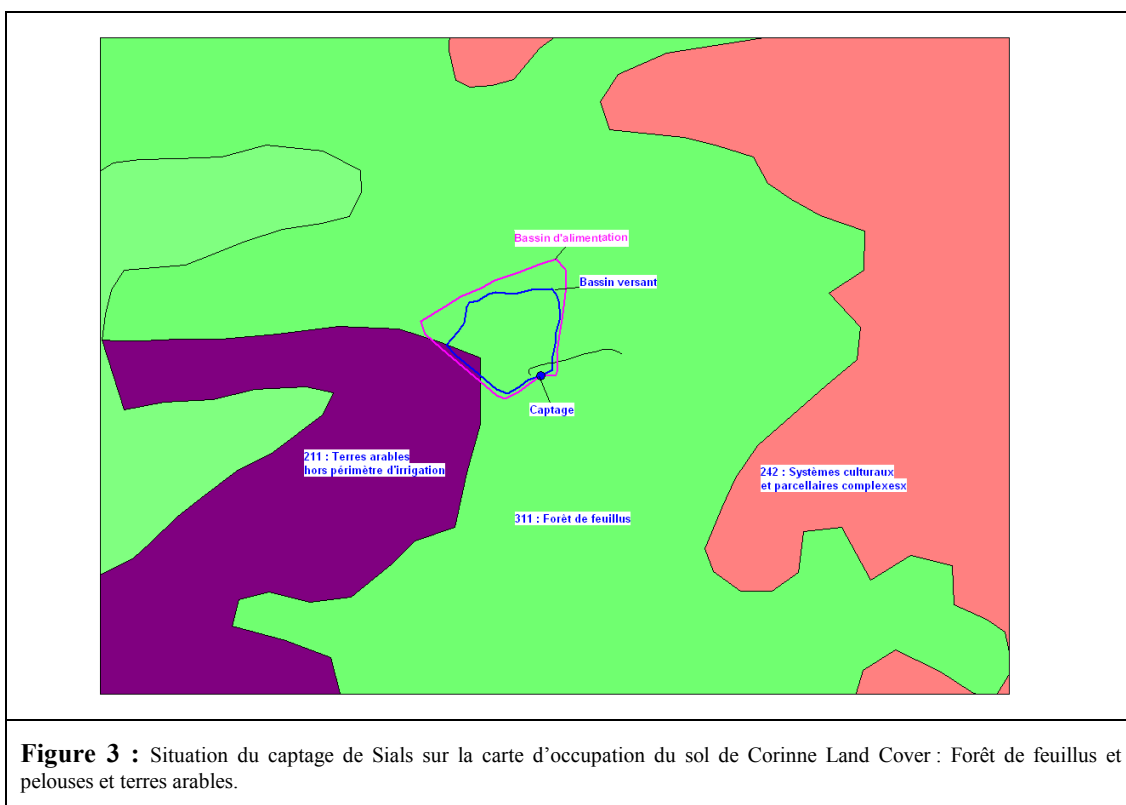 Bassin d'alimentation
Bassin versant
Captage
211 : Terres arables
hors périmètre d'irrigation
242 : Systèmes culturaux
et parcellaires complexesx
311 : Forêt de feuillus
Figure 3 : Situation du captage de Sials sur la carte d'occupation du sol de Corinne Land Cover : Forêt de feuillus et
pelouses et terres arables.